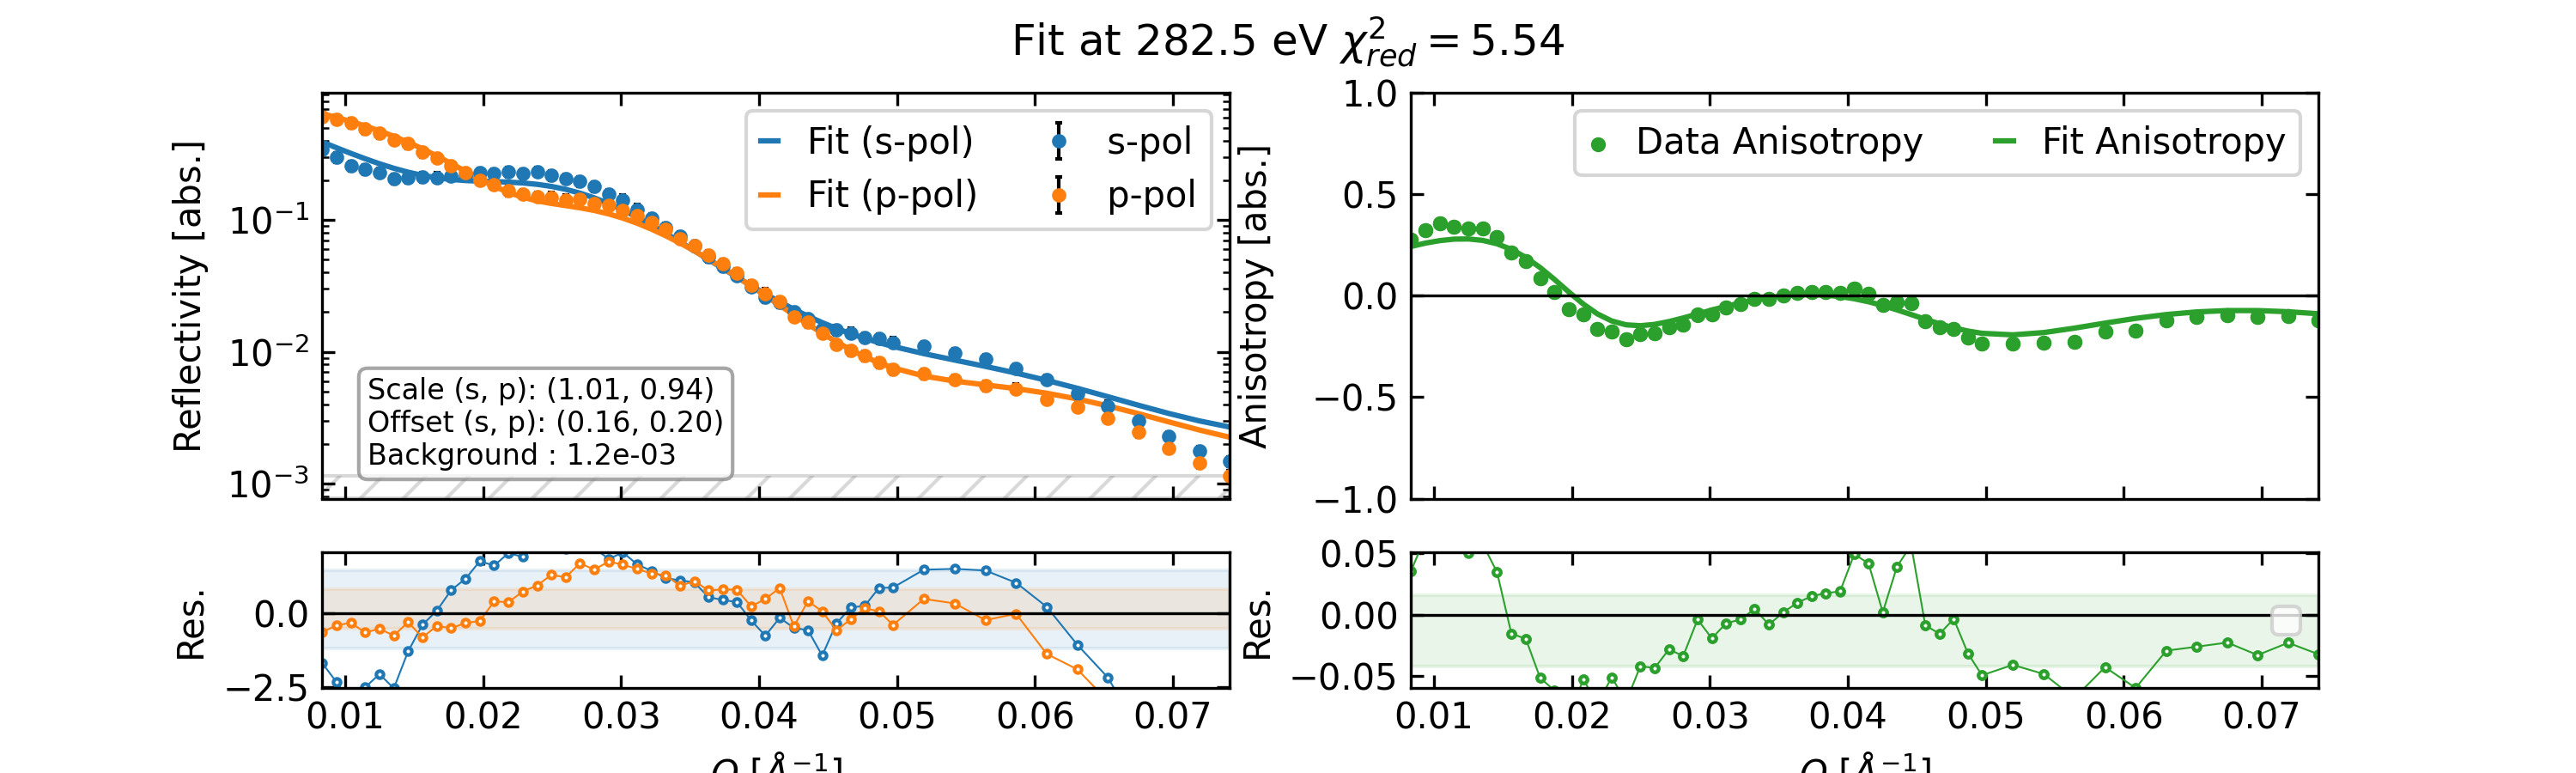 Fit at 282.5 eV χ²red = 5.54
Reflectivity [abs.]
10⁻¹
10⁻²
10⁻³
Fit (s-pol)
Fit (p-pol)
s-pol
p-pol
Scale (s, p): (1.01, 0.94)
Offset (s, p): (0.16, 0.20)
Background : 1.2e-03
Anisotropy [abs.]
1.0
0.5
0.0
−0.5
−1.0
Data Anisotropy
Fit Anisotropy
Res.
0.0
−2.5
0.01 0.02 0.03 0.04 0.05 0.06 0.07
Q [Å⁻¹]
Res.
0.05
0.00
−0.05
0.01 0.02 0.03 0.04 0.05 0.06 0.07
Q [Å⁻¹]